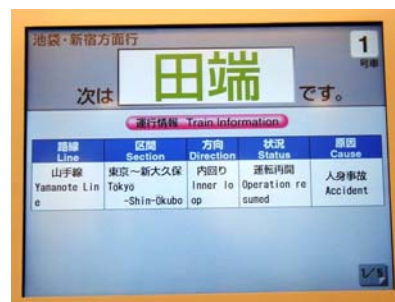 池袋・新宿方面行
1
号車
次は 田端 です。
運行情報 Train Information
路線 区間 方向 状況 原因
Line Section Direction Status Cause
山手線 東京～新大久保 内回り 運転再開 人身事故
Yamanote Lin Tokyo Inner lo Operation re Accident
e -Shin-Ōkubo op sumed
1/5